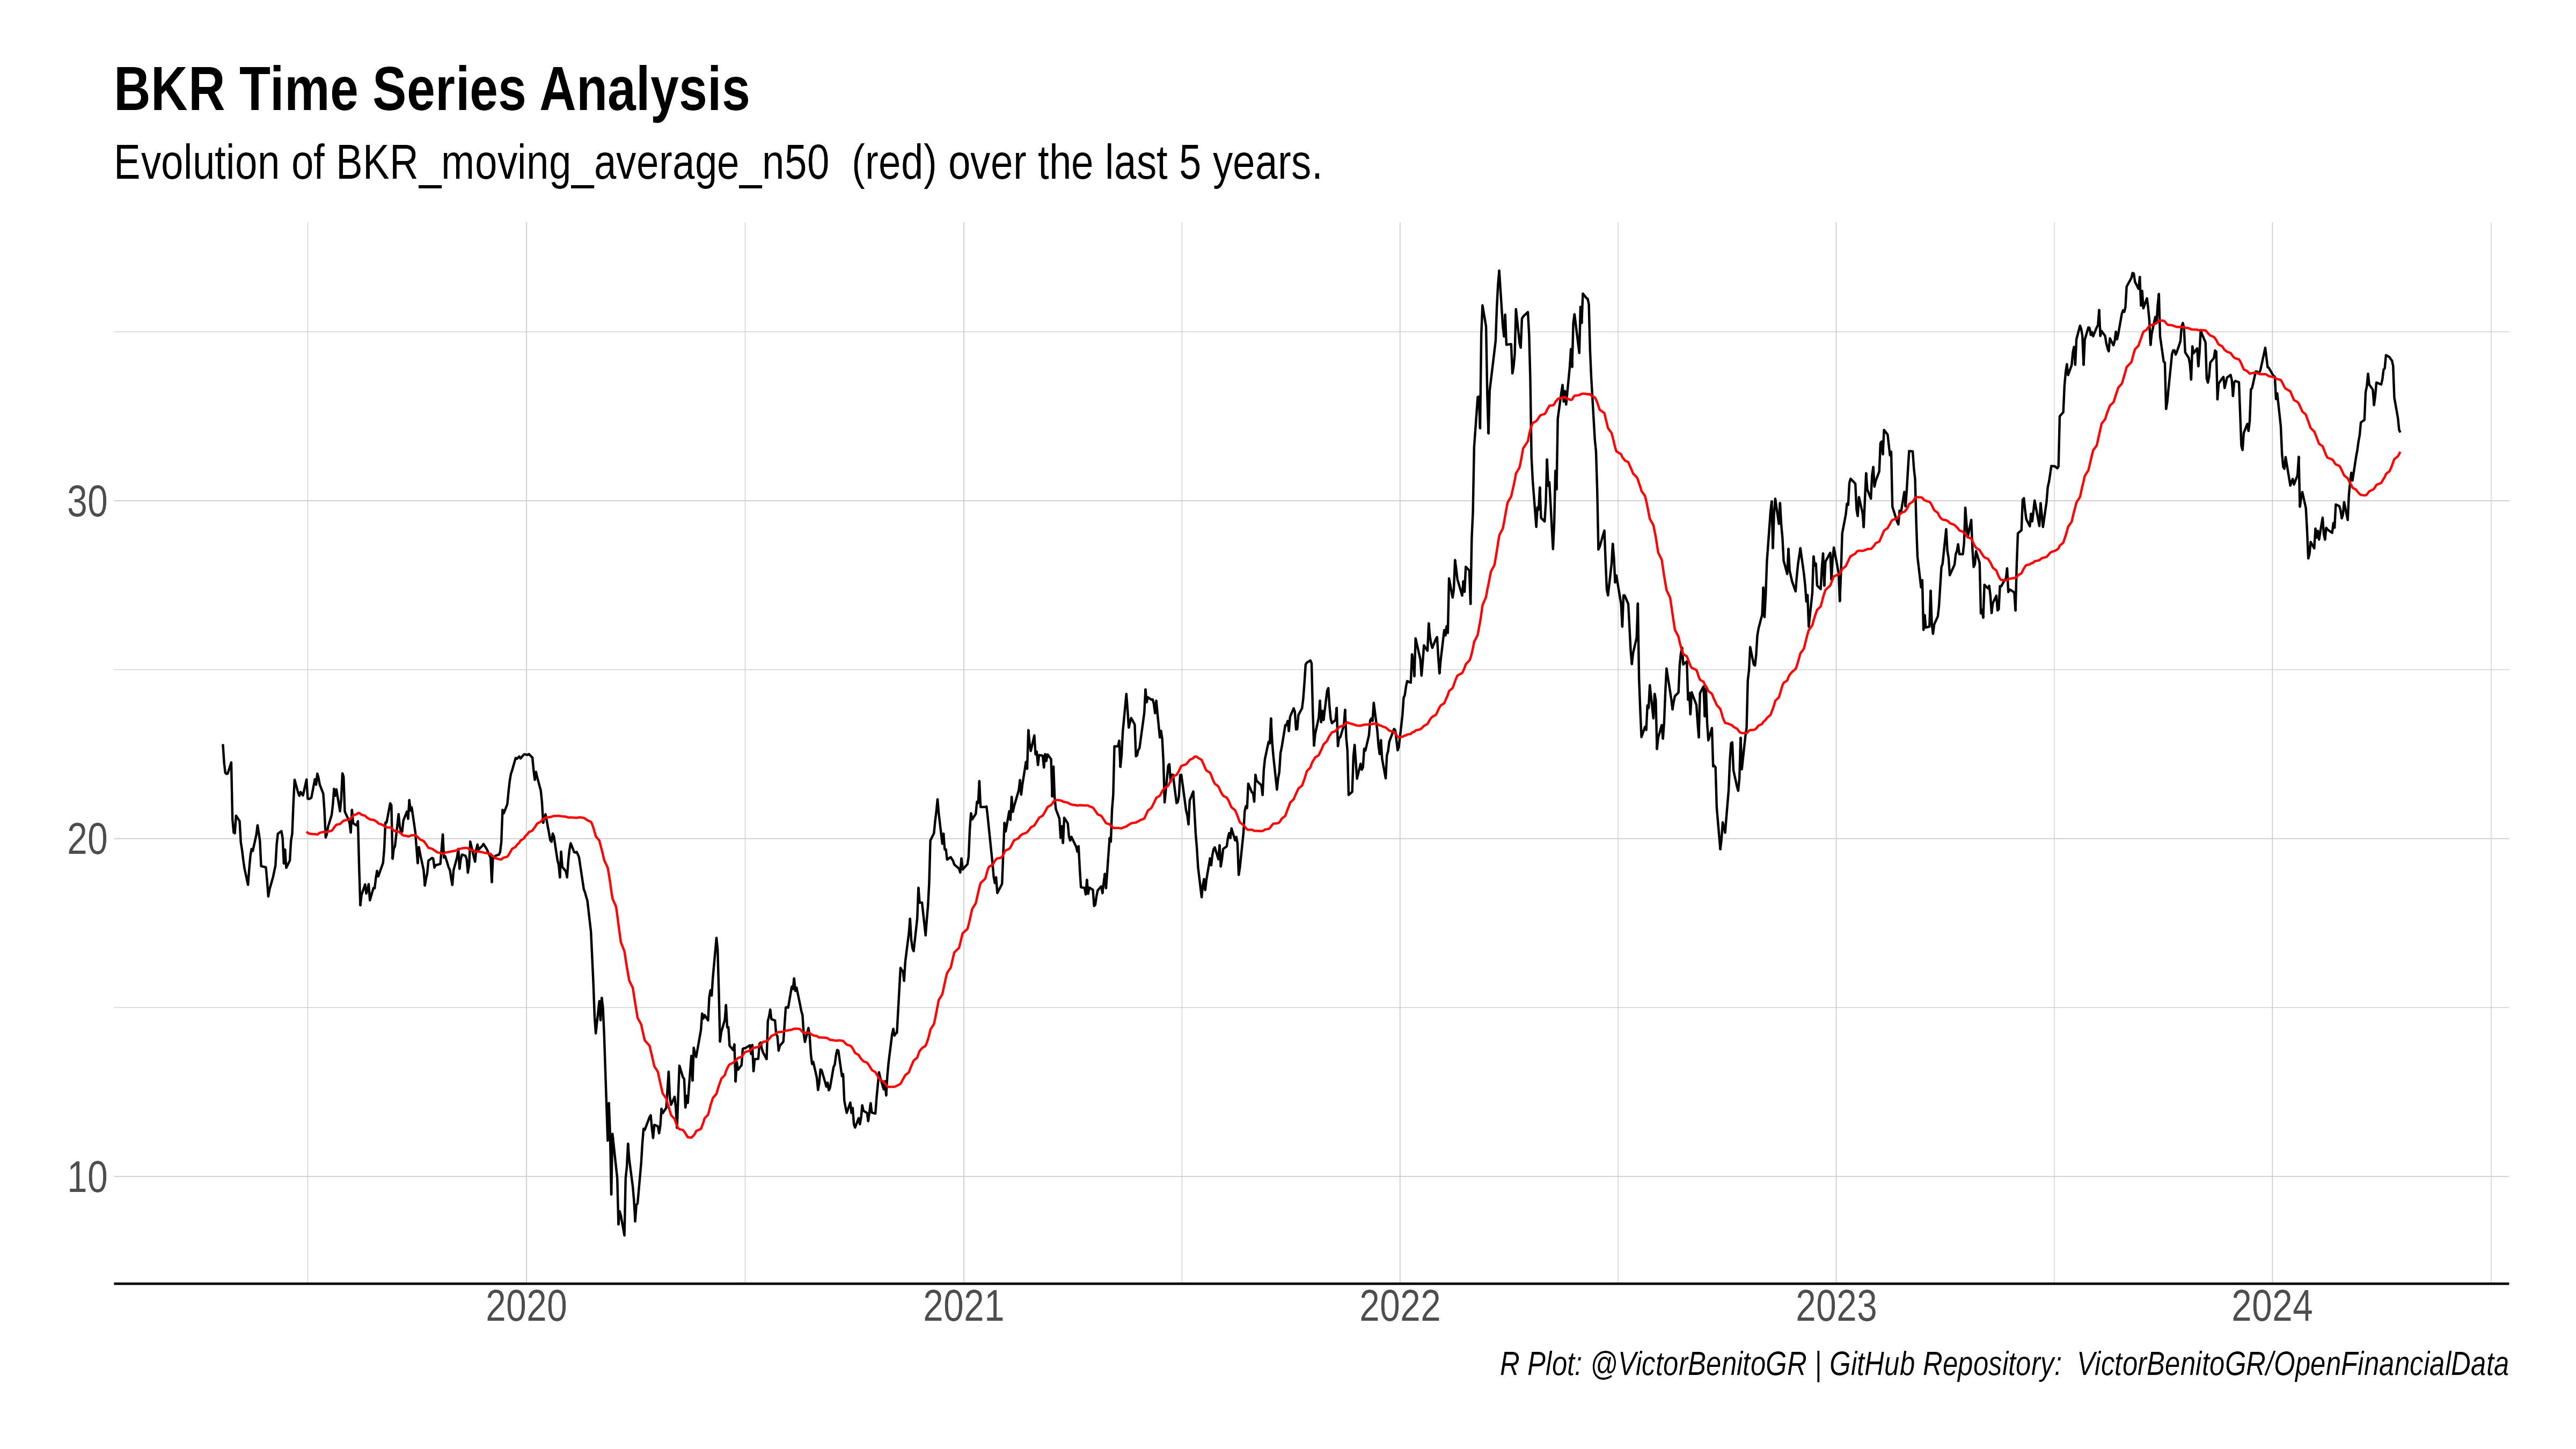 BKR Time Series Analysis
Evolution of BKR_moving_average_n50  (red) over the last 5 years.
30
20
10
2020 2021 2022 2023 2024
R Plot: @VictorBenitoGR | GitHub Repository:  VictorBenitoGR/OpenFinancialData